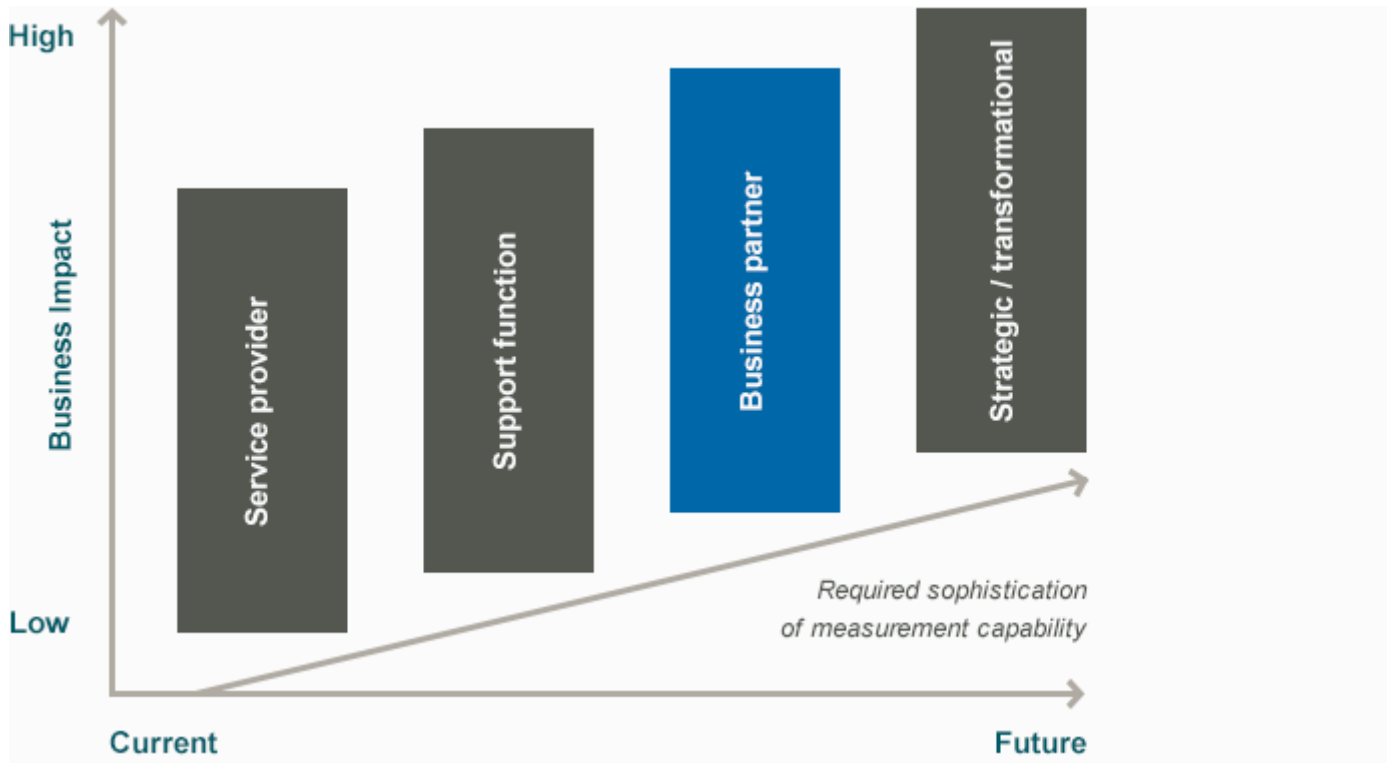 High
Business Impact
Low
Service provider
Support function
Business partner
Strategic / transformational
Required sophistication
of measurement capability
Current
Future